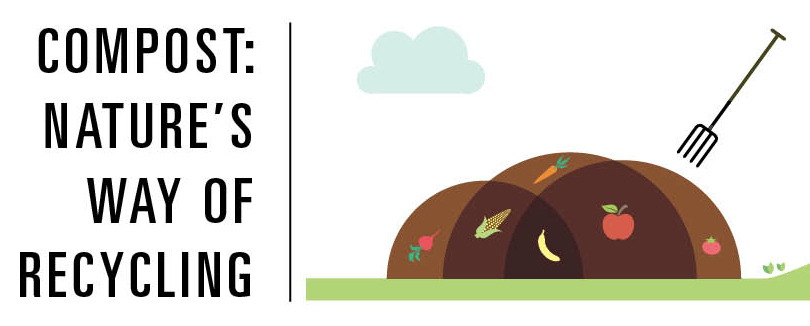 COMPOST:
NATURE’S
WAY OF
RECYCLING